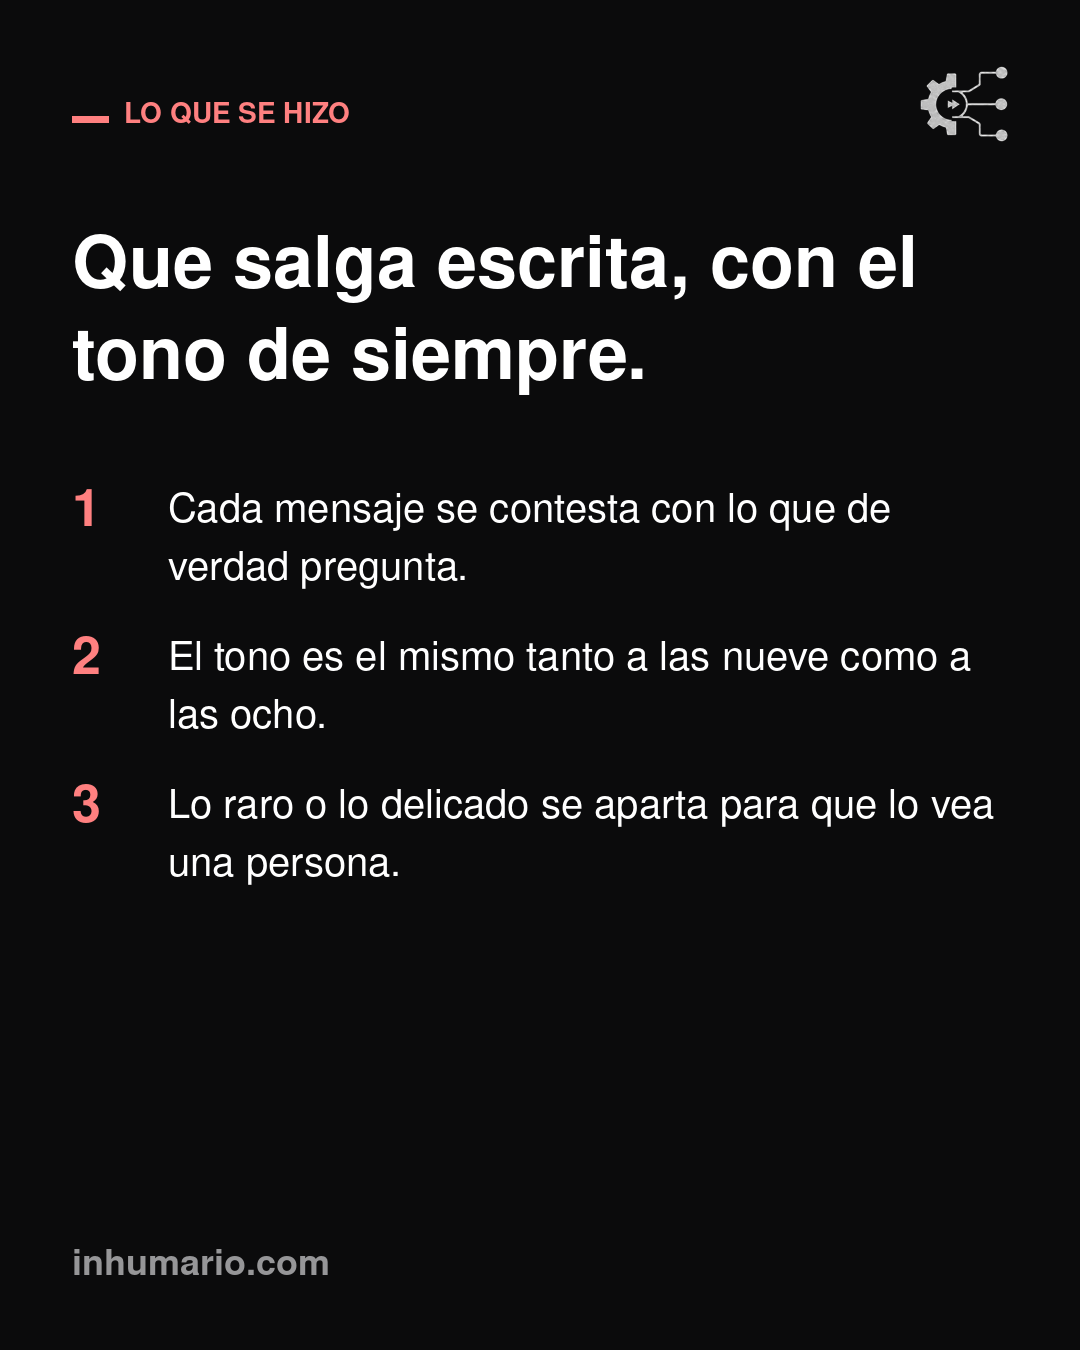 LO QUE SE HIZO
Que salga escrita, con el
tono de siempre.
1 Cada mensaje se contesta con lo que de
verdad pregunta.
2 El tono es el mismo tanto a las nueve como a
las ocho.
3 Lo raro o lo delicado se aparta para que lo vea
una persona.
inhumario.com